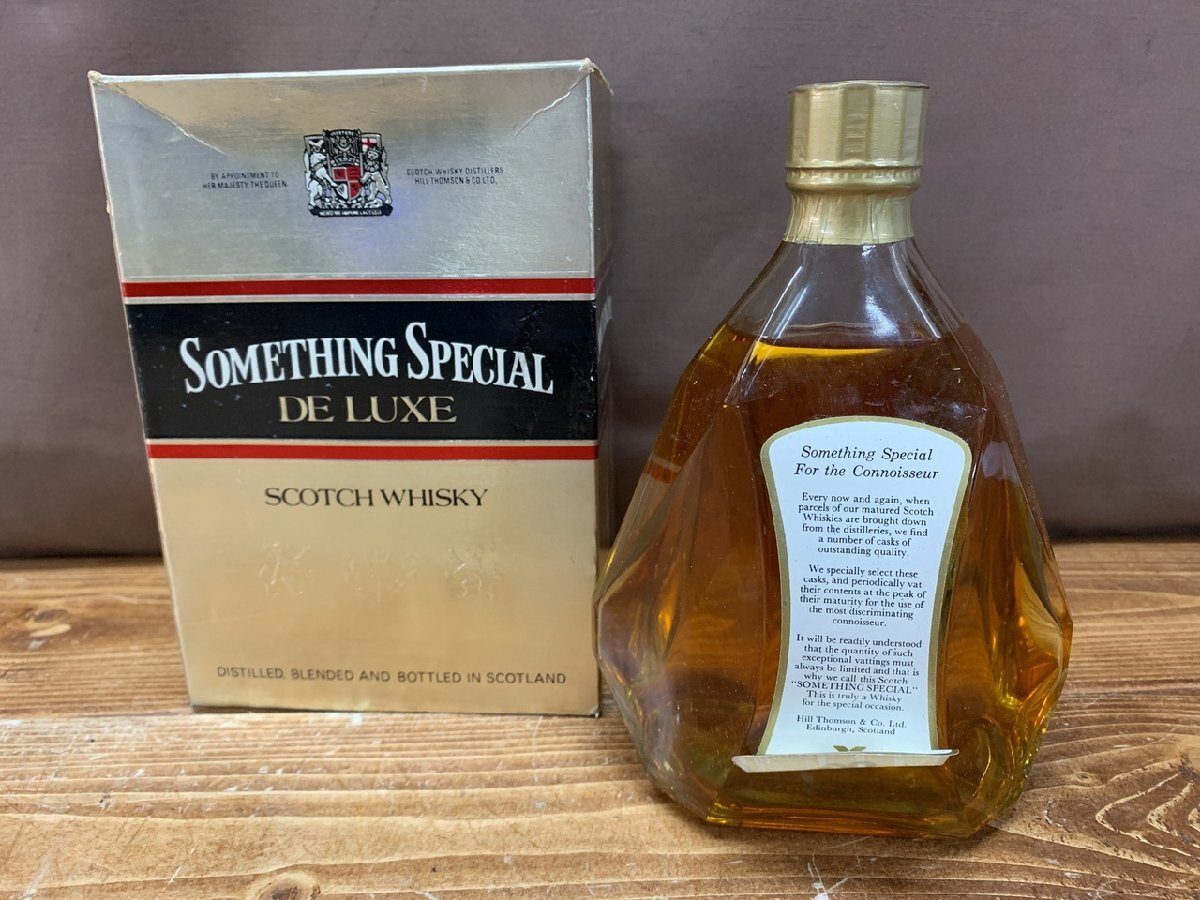 BY APPOINTMENT TO
HER MAJESTY THE QUEEN
SCOTCH WHISKY DISTILLERS
HILL THOMSON & CO LTD.
SOMETHING SPECIAL
DE LUXE
SCOTCH WHISKY
DISTILLED, BLENDED AND BOTTLED IN SCOTLAND
Something Special
For the Connoisseur
Every now and again, when
parcels of our matured Scotch
Whiskies are brought down
from the distilleries, we find
a number of casks of
outstanding quality.
We specially select these
casks, and periodically vat
their contents at the peak of
their maturity for the use of
the most discriminating
connoisseur.
It will be readily understood
that the quantity of such
exceptional vattings must
always be limited and that is
why we call this Scotch
"SOMETHING SPECIAL"
This is truly a Whisky
for the special occasion.
Hill Thomson & Co. Ltd.
Edinburgh, Scotland